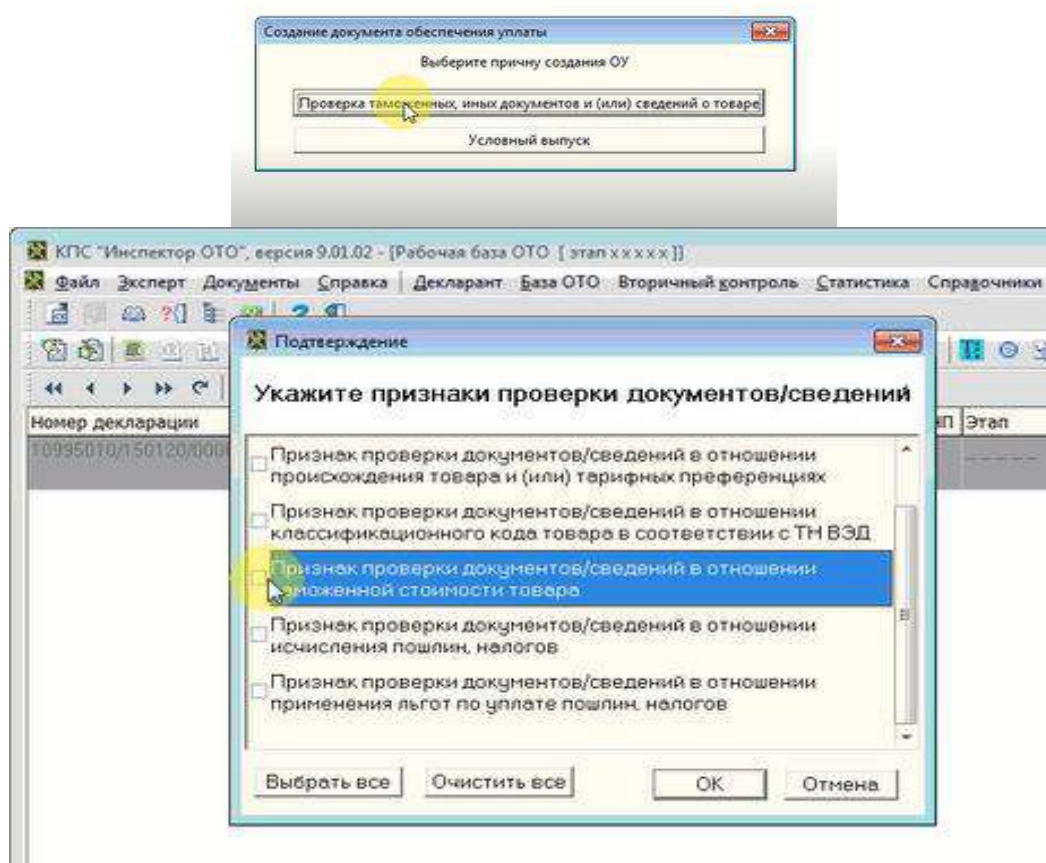 Создание документа обеспечения уплаты
Выберите причну создания ОУ
Проверка таможенных, иных документов и (или) сведений о товаре
Условный выпуск
КПС "Инспектор ОТО", версия 9.01.02 - [Рабочая база ОТО [ этап x x x x x ]]
Файл Эксперт Документы Справка Декларант База ОТО Вторичный контроль Статистика Справочники
Подтверждение
Укажите признаки проверки документов/сведений
Номер декларации
Этап
10995010/150120/000
Признак проверки документов/сведений в отношении
происхождения товара и (или) тарифных преференциях
Признак проверки документов/сведений в отношении
классификационного кода товара в соответствии с ТН ВЭД
Признак проверки документов/сведений в отношении
таможенной стоимости товара
Признак проверки документов/сведений в отношении
исчисления пошлин, налогов
Признак проверки документов/сведений в отношении
применения льгот по уплате пошлин, налогов
Выбрать все Очистить все ОК Отмена